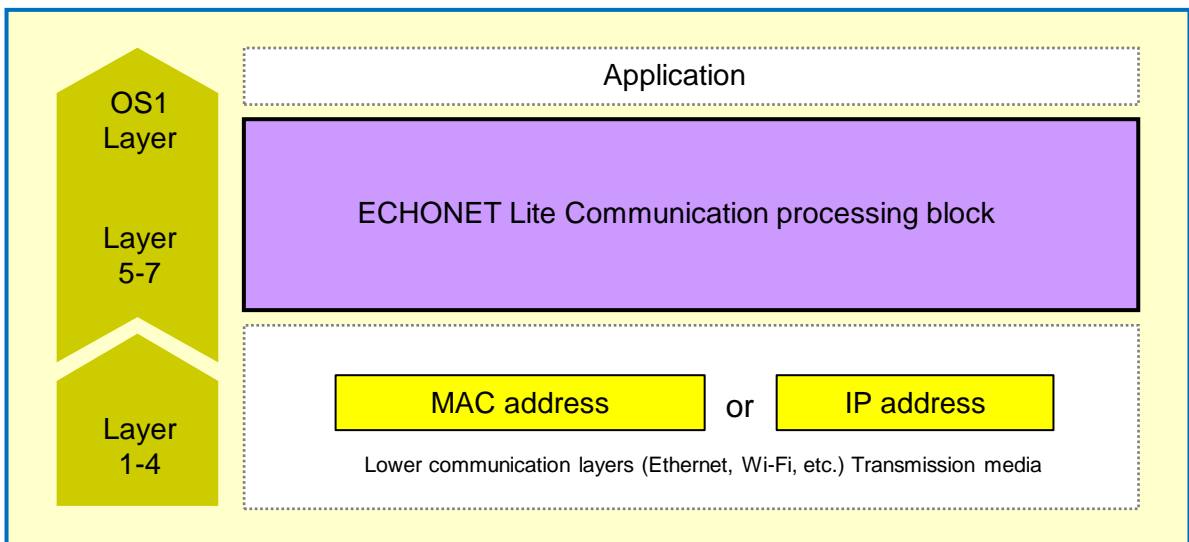 Application
OS1
Layer
ECHONET Lite Communication processing block
Layer
5-7
MAC address or IP address
Layer
1-4
Lower communication layers (Ethernet, Wi-Fi, etc.) Transmission media